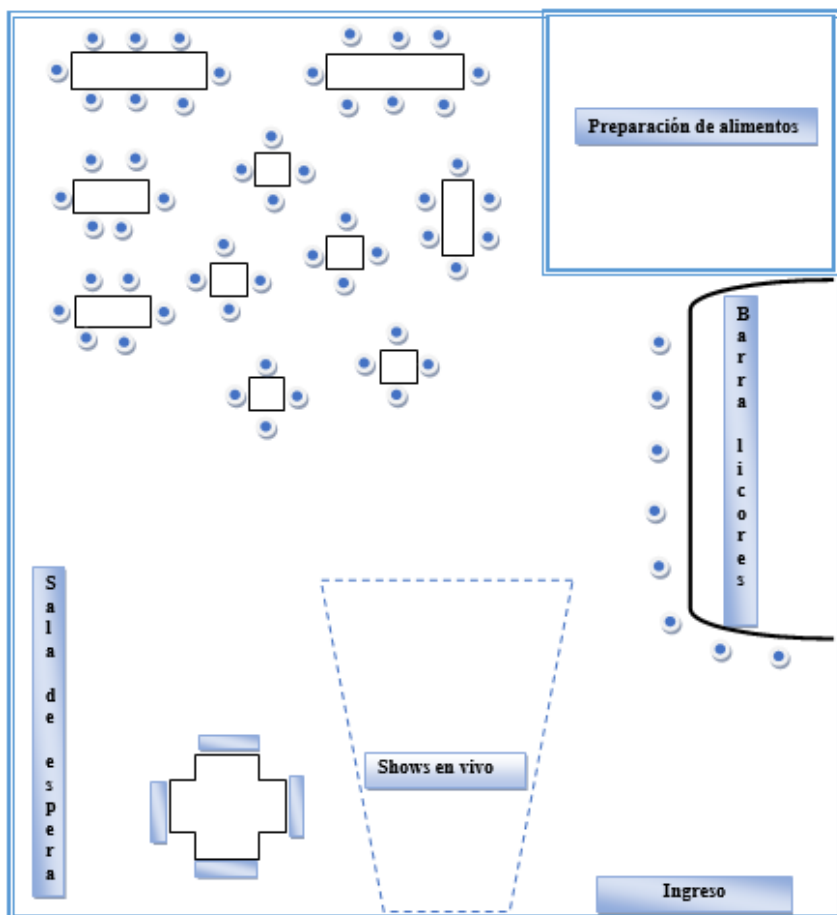 Preparación de alimentos
Barra licores
Sala de espera
Shows en vivo
Ingreso